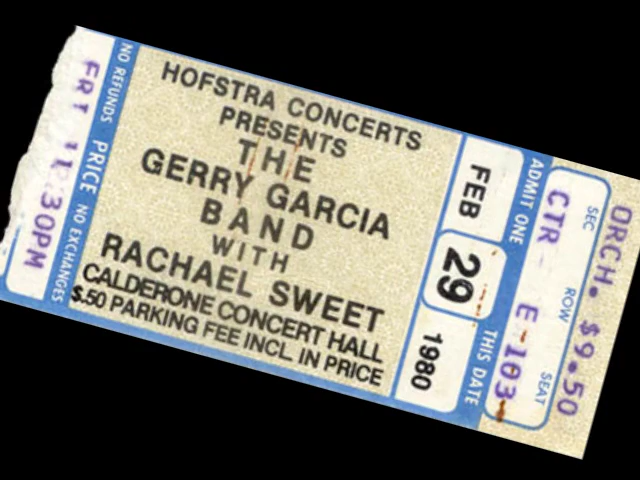 FRI 11:30PM
NO REFUNDS PRICE NO EXCHANGES
HOFSTRA CONCERTS
PRESENTS
THE
GERRY GARCIA
BAND
WITH
RACHAEL SWEET
CALDERONE CONCERT HALL
$.50 PARKING FEE INCL. IN PRICE
FEB
29
1980
ADMIT ONE THIS DATE
CTR E-103
SEC ROW SEAT
ORCH. $9.50